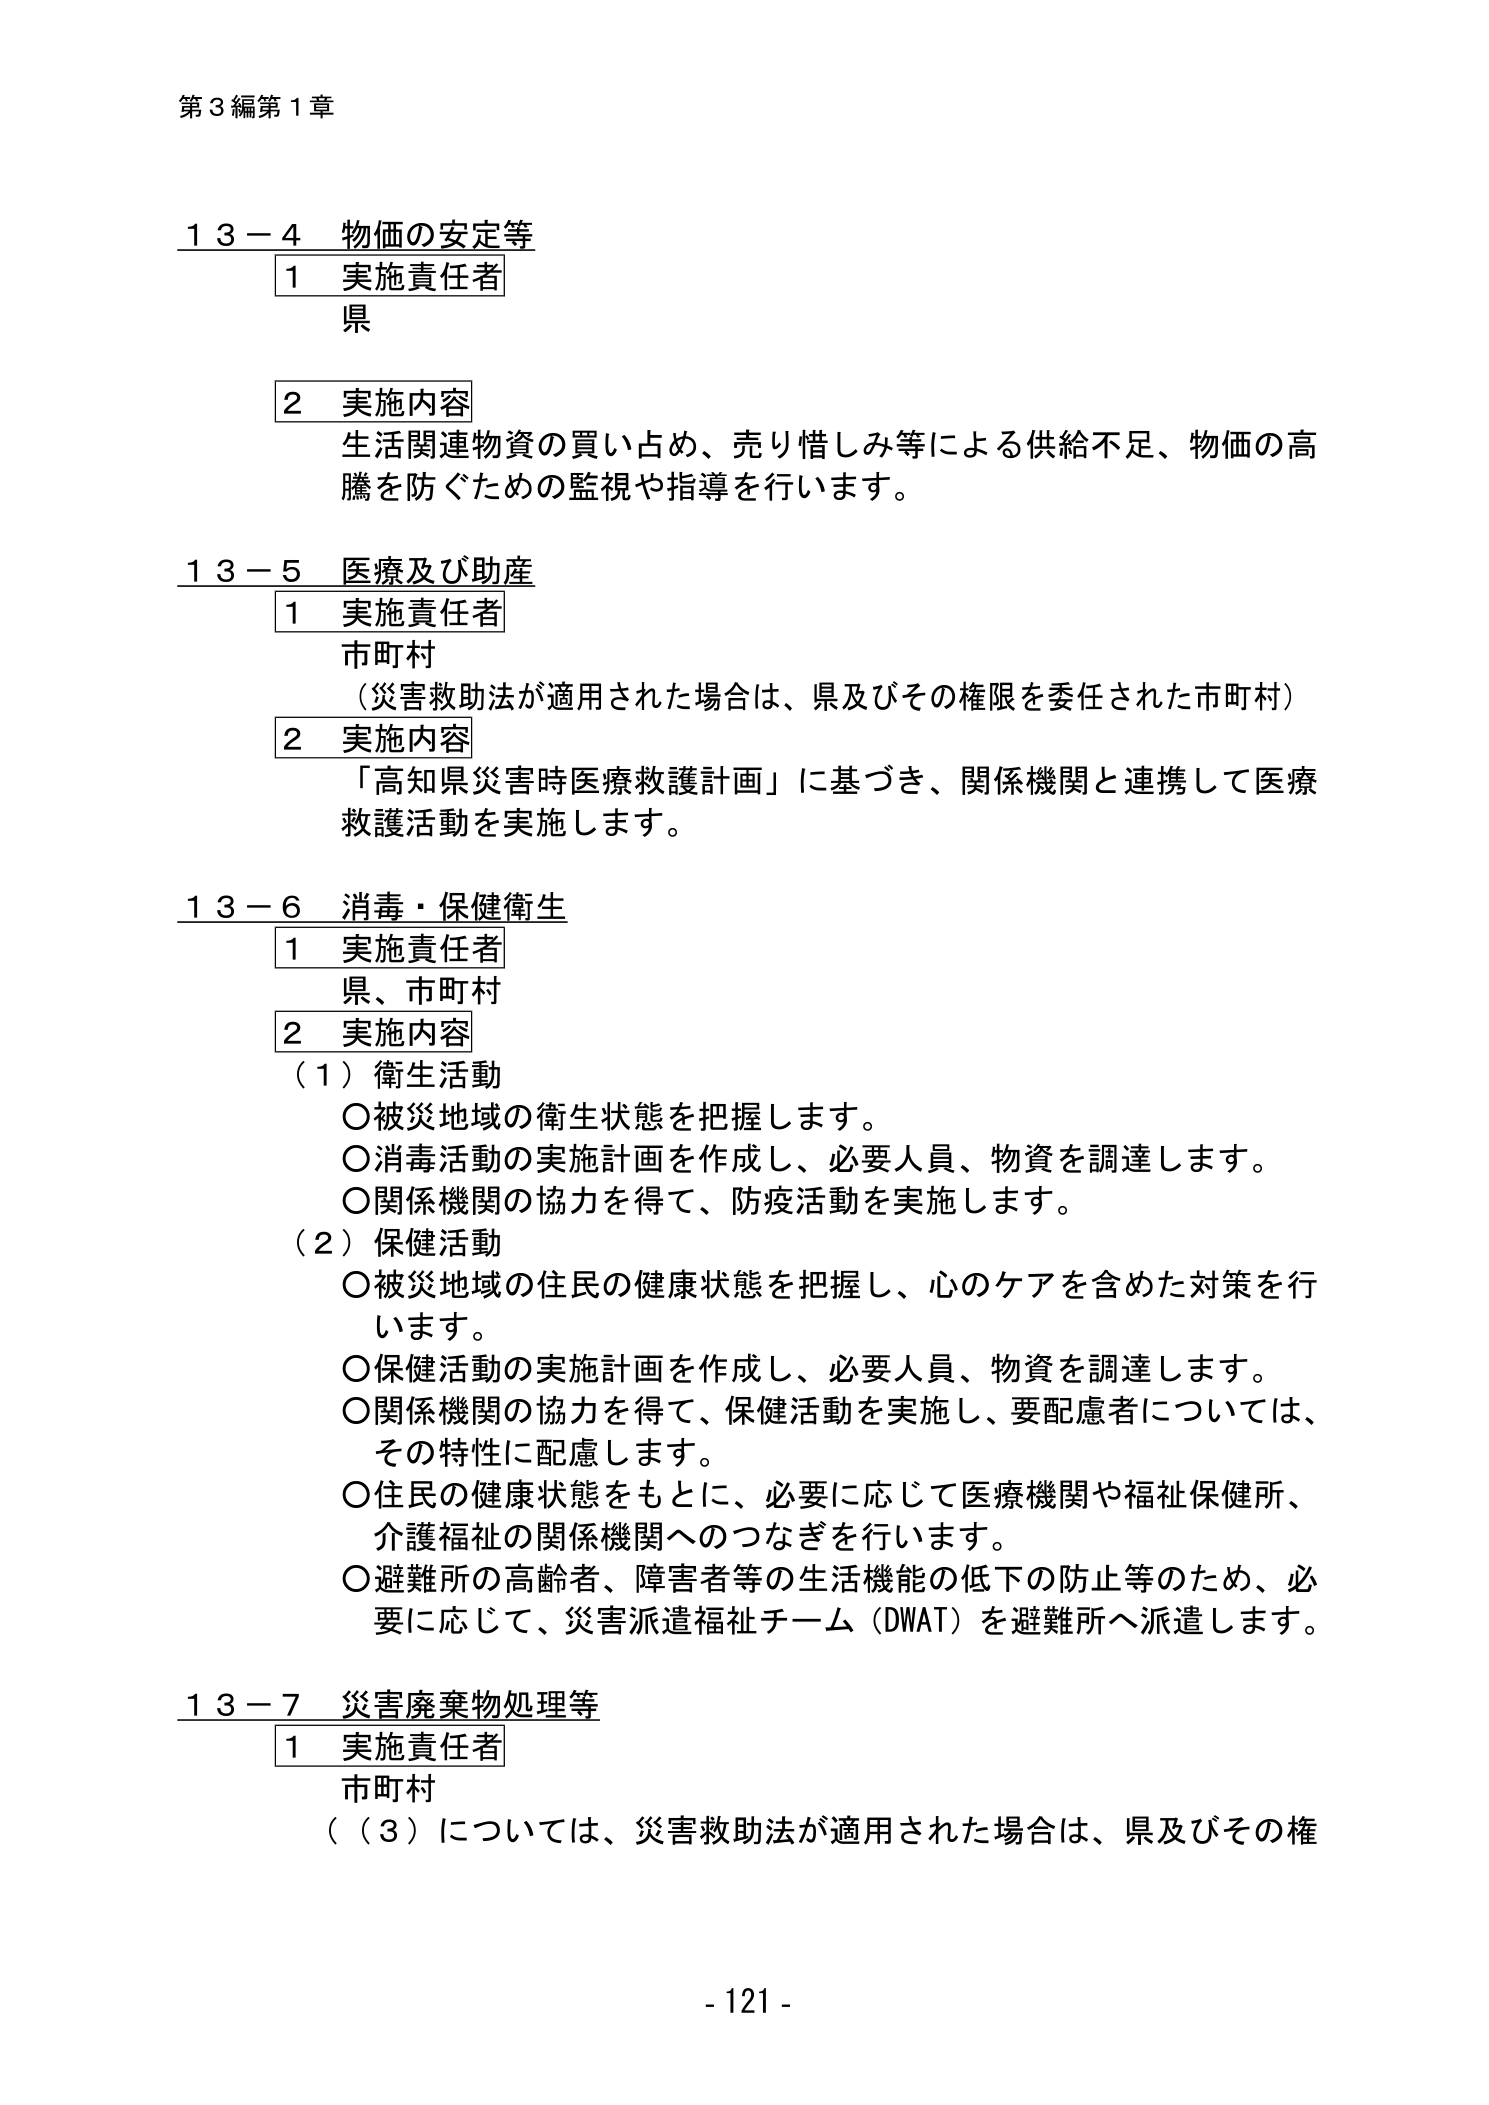 第３編第１章
１３－４　物価の安定等
１　実施責任者
県
２　実施内容
生活関連物資の買い占め、売り惜しみ等による供給不足、物価の高
騰を防ぐための監視や指導を行います。
１３－５　医療及び助産
１　実施責任者
市町村
（災害救助法が適用された場合は、県及びその権限を委任された市町村）
２　実施内容
「高知県災害時医療救護計画」に基づき、関係機関と連携して医療
救護活動を実施します。
１３－６　消毒・保健衛生
１　実施責任者
県、市町村
２　実施内容
（１）衛生活動
○被災地域の衛生状態を把握します。
○消毒活動の実施計画を作成し、必要人員、物資を調達します。
○関係機関の協力を得て、防疫活動を実施します。
（２）保健活動
○被災地域の住民の健康状態を把握し、心のケアを含めた対策を行
います。
○保健活動の実施計画を作成し、必要人員、物資を調達します。
○関係機関の協力を得て、保健活動を実施し、要配慮者については、
その特性に配慮します。
○住民の健康状態をもとに、必要に応じて医療機関や福祉保健所、
介護福祉の関係機関へのつなぎを行います。
○避難所の高齢者、障害者等の生活機能の低下の防止等のため、必
要に応じて、災害派遣福祉チーム（DWAT）を避難所へ派遣します。
１３－７　災害廃棄物処理等
１　実施責任者
市町村
（（３）については、災害救助法が適用された場合は、県及びその権
- 121 -